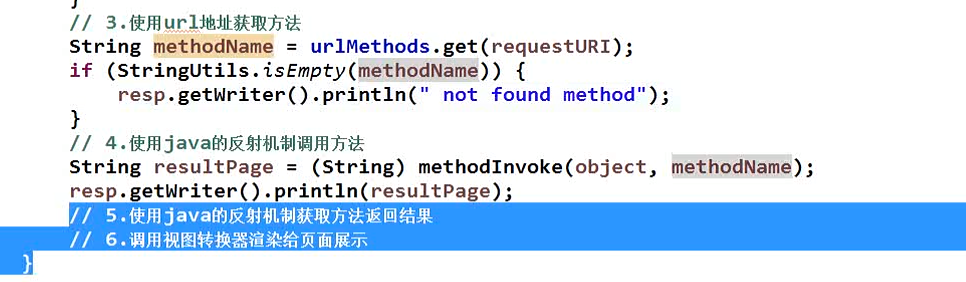 }
// 3.使用url地址获取方法
String methodName = urlMethods.get(requestURI);
if (StringUtils.isEmpty(methodName)) {
resp.getWriter().println(" not found method");
}
// 4.使用java的反射机制调用方法
String resultPage = (String) methodInvoke(object, methodName);
resp.getWriter().println(resultPage);
// 5.使用java的反射机制获取方法返回结果
// 6.调用视图转换器渲染给页面展示
}